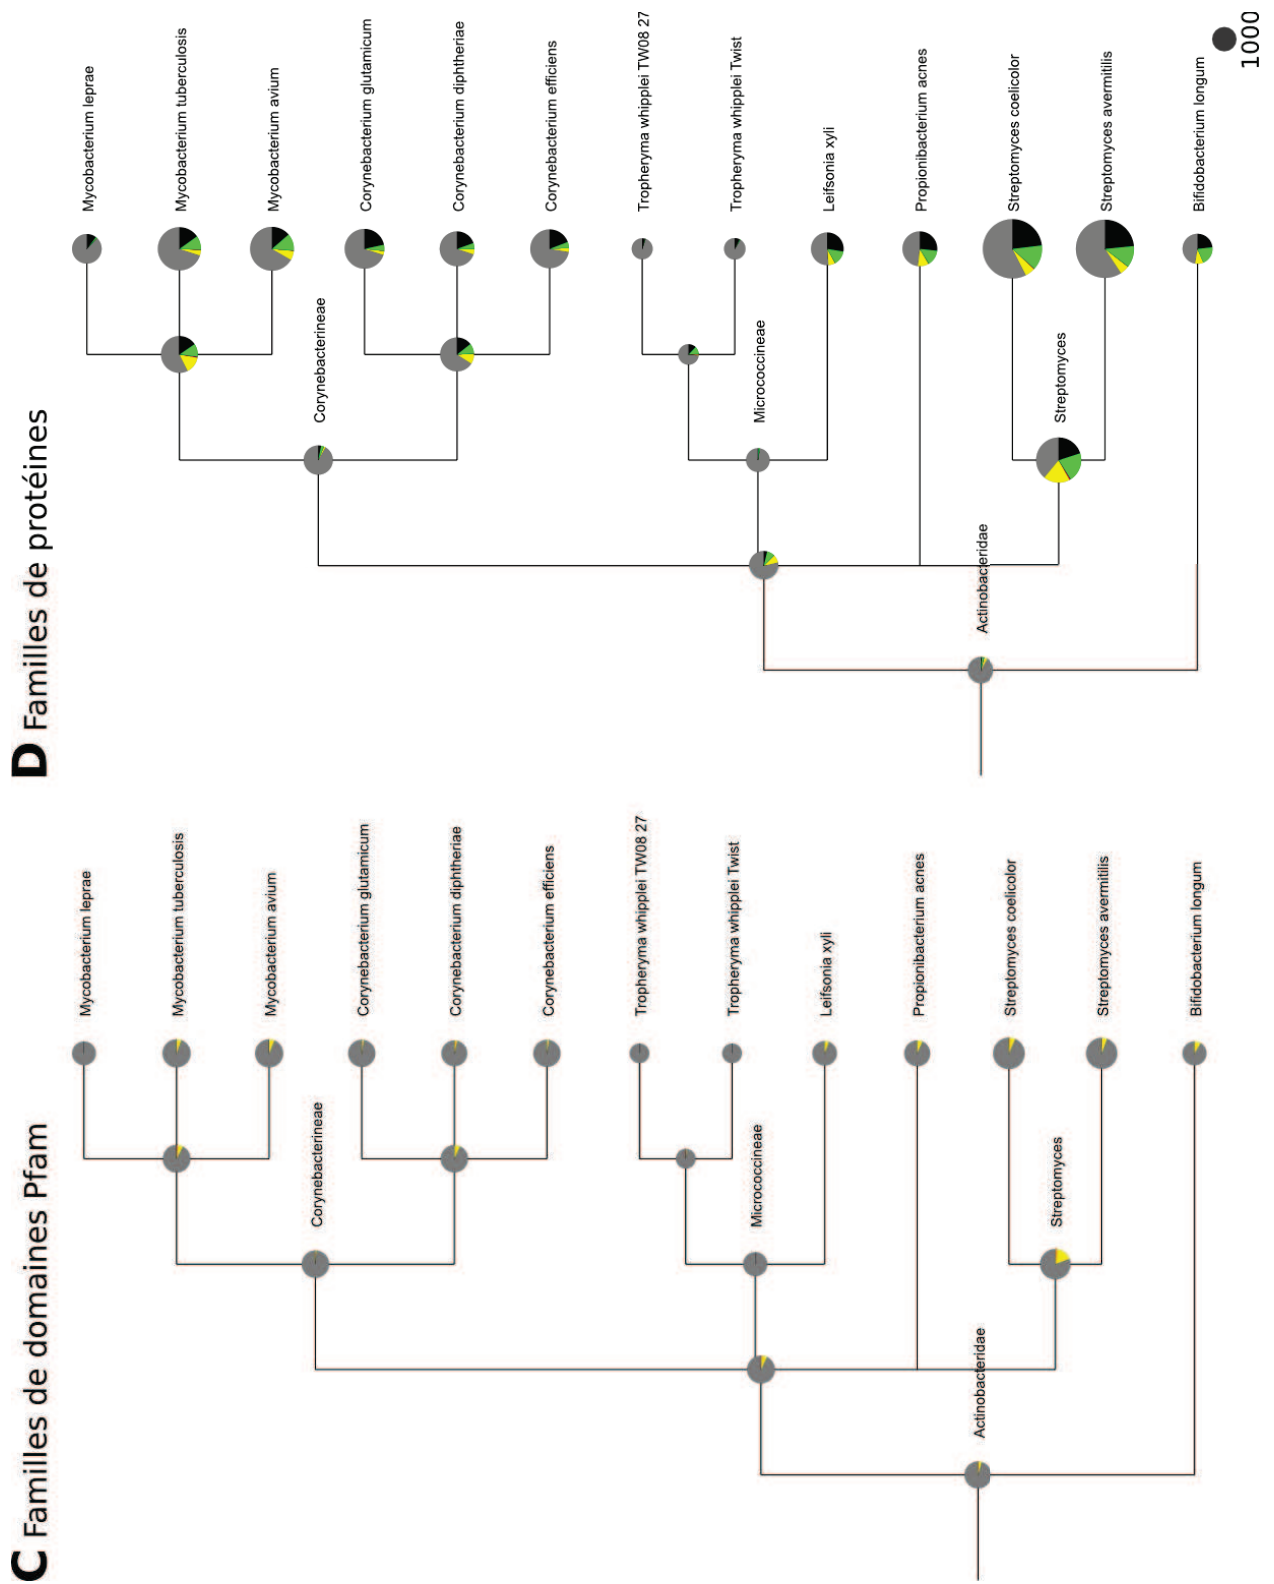 D Familles de protéines
Mycobacterium leprae
Mycobacterium tuberculosis
Mycobacterium avium
Corynebacterium glutamicum
Corynebacterium diphtheriae
Corynebacterium efficiens
Tropheryma whipplei TW08 27
Tropheryma whipplei Twist
Leifsonia xyli
Propionibacterium acnes
Streptomyces coelicolor
Streptomyces avermitilis
Bifidobacterium longum
Corynebacterineae
Micrococcineae
Streptomyces
Actinobacteridae
1000
C Familles de domaines Pfam
Mycobacterium leprae
Mycobacterium tuberculosis
Mycobacterium avium
Corynebacterium glutamicum
Corynebacterium diphtheriae
Corynebacterium efficiens
Tropheryma whipplei TW08 27
Tropheryma whipplei Twist
Leifsonia xyli
Propionibacterium acnes
Streptomyces coelicolor
Streptomyces avermitilis
Bifidobacterium longum
Corynebacterineae
Micrococcineae
Streptomyces
Actinobacteridae